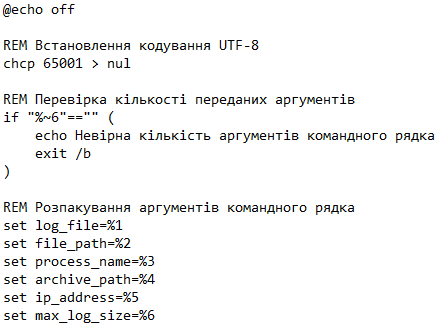 @echo off
REM Встановлення кодування UTF-8
chcp 65001 > nul
REM Перевірка кількості переданих аргументів
if "%~6"=="" (
    echo Невірна кількість аргументів командного рядка
    exit /b
)
REM Розпакування аргументів командного рядка
set log_file=%1
set file_path=%2
set process_name=%3
set archive_path=%4
set ip_address=%5
set max_log_size=%6